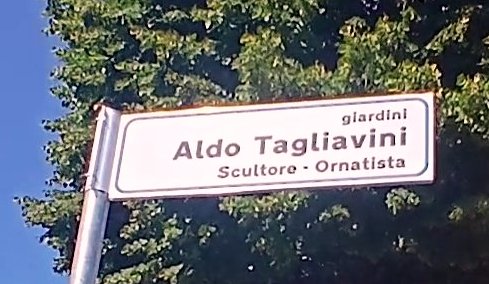 giardini
Aldo Tagliavini
Scultore - Ornatista